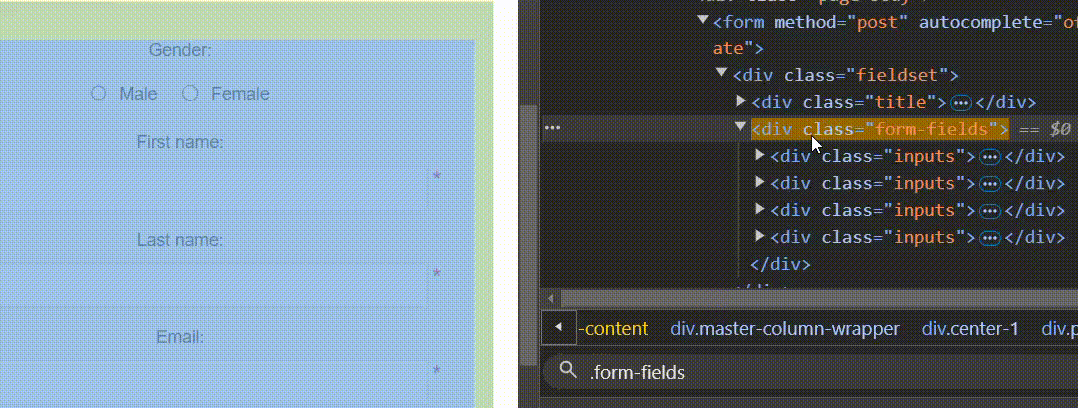 Gender:
Male Female
First name:
*
Last name:
*
Email:
*
<form method="post" autocomplete="of
ate">
<div class="fieldset">
<div class="title"> ••• </div>
••• <div class="form-fields"> == $0
<div class="inputs"> ••• </div>
<div class="inputs"> ••• </div>
<div class="inputs"> ••• </div>
<div class="inputs"> ••• </div>
</div>
-content div.master-column-wrapper div.center-1 div.p
.form-fields